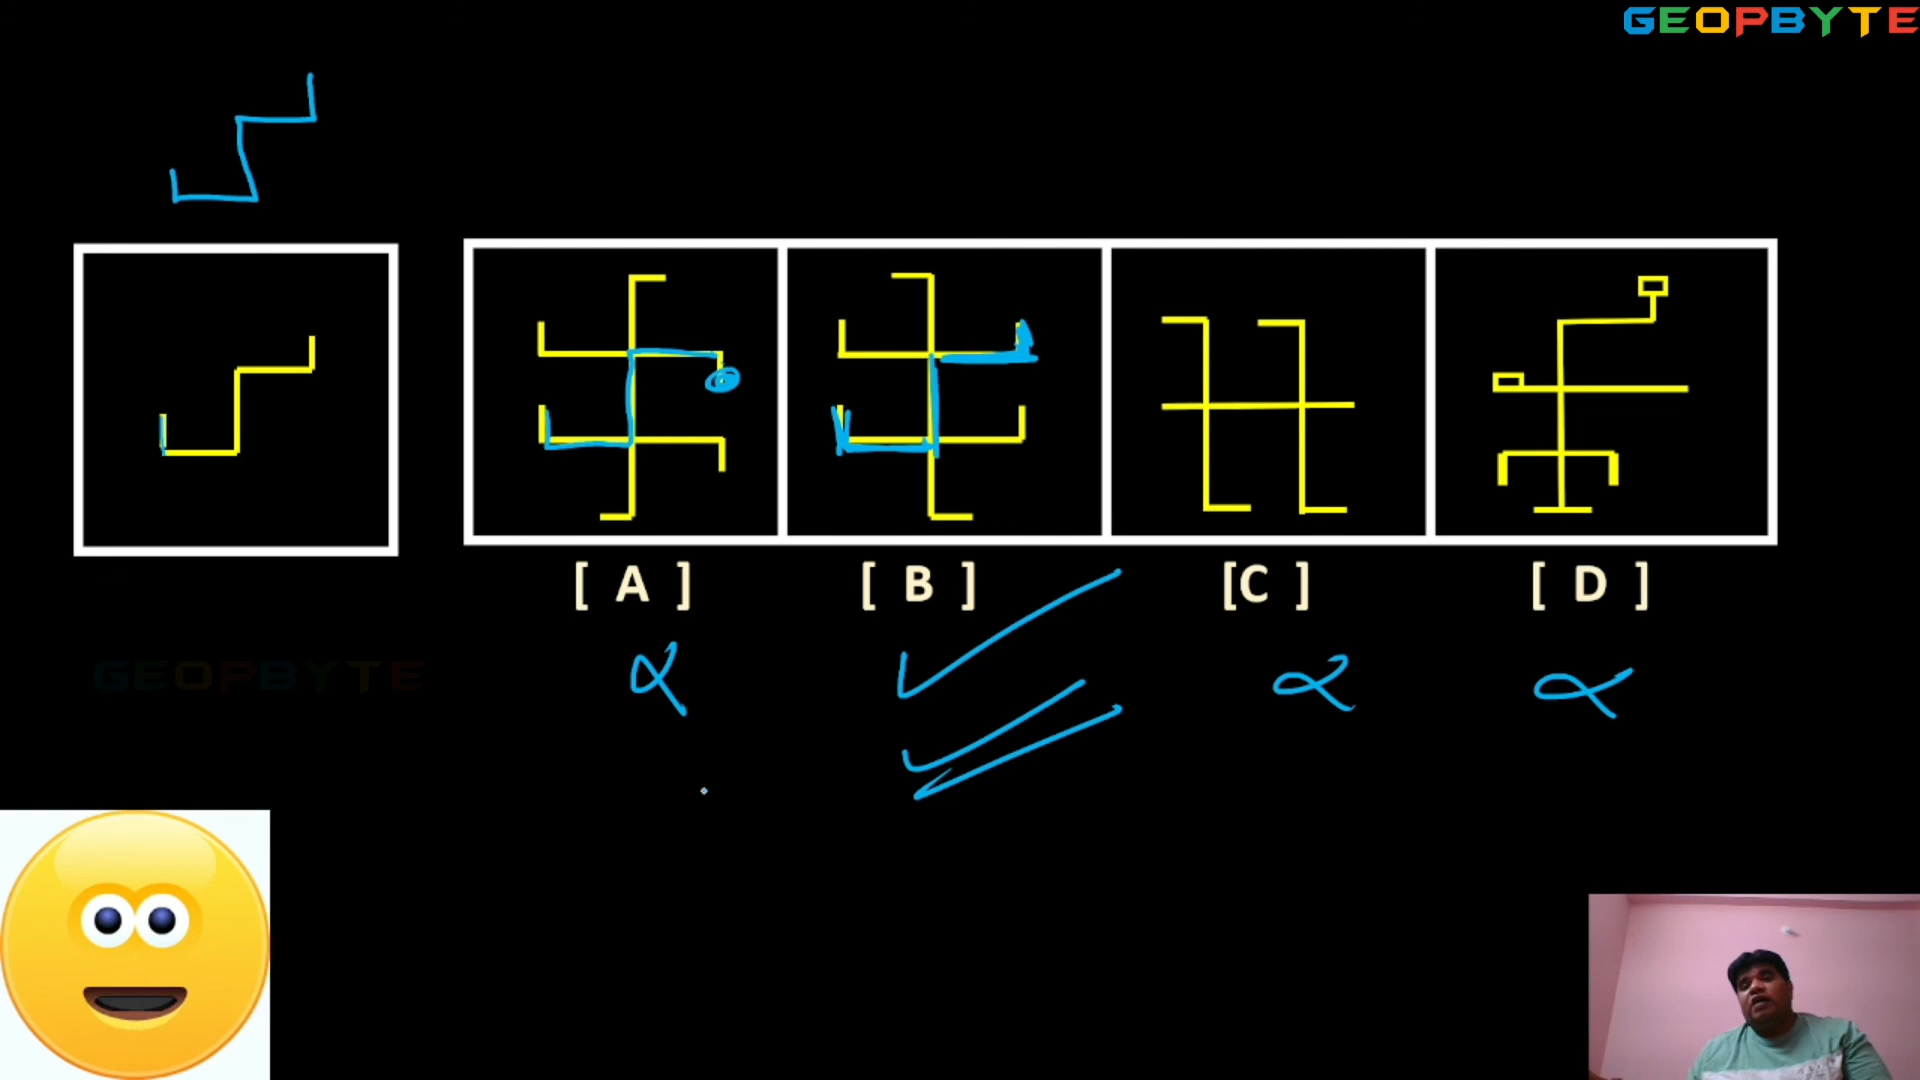 GEOPBYTE
[ A ] [ B ] [C ] [ D ]
GEOPBYTE